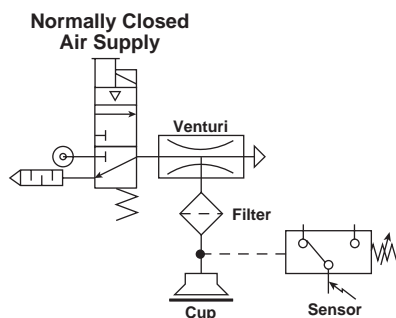 Normally Closed
Air Supply
Venturi
Filter
Cup
Sensor